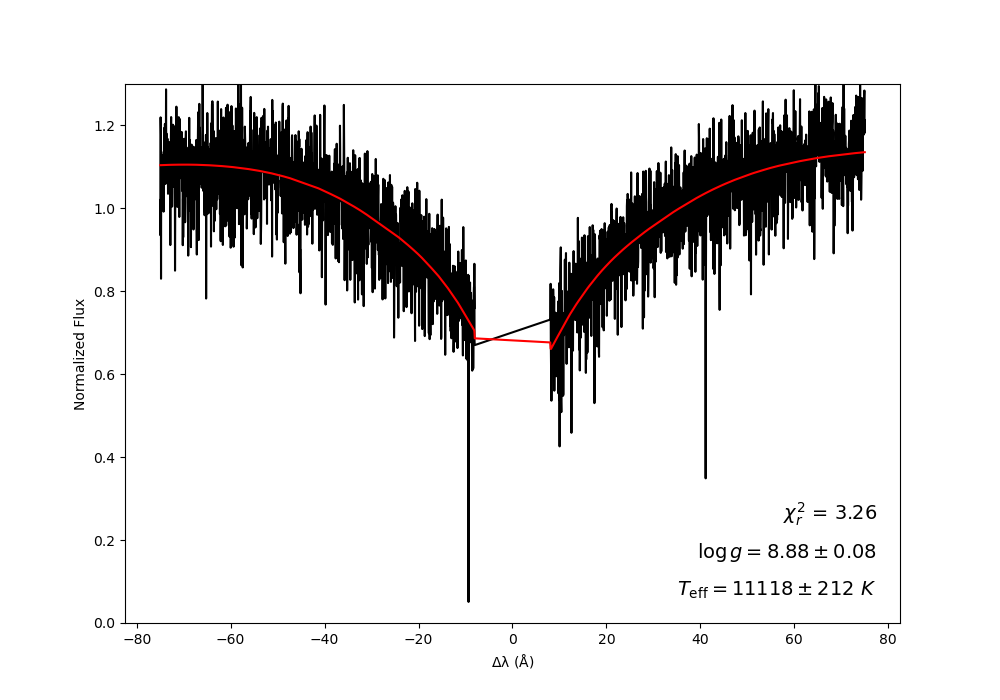 1.2
1.0
0.8
0.6
0.4
0.2
0.0
Normalized Flux
χ²ᵣ = 3.26
log g = 8.88 ± 0.08
T_eff = 11118 ± 212 K
−80 −60 −40 −20 0 20 40 60 80
Δλ (Å)